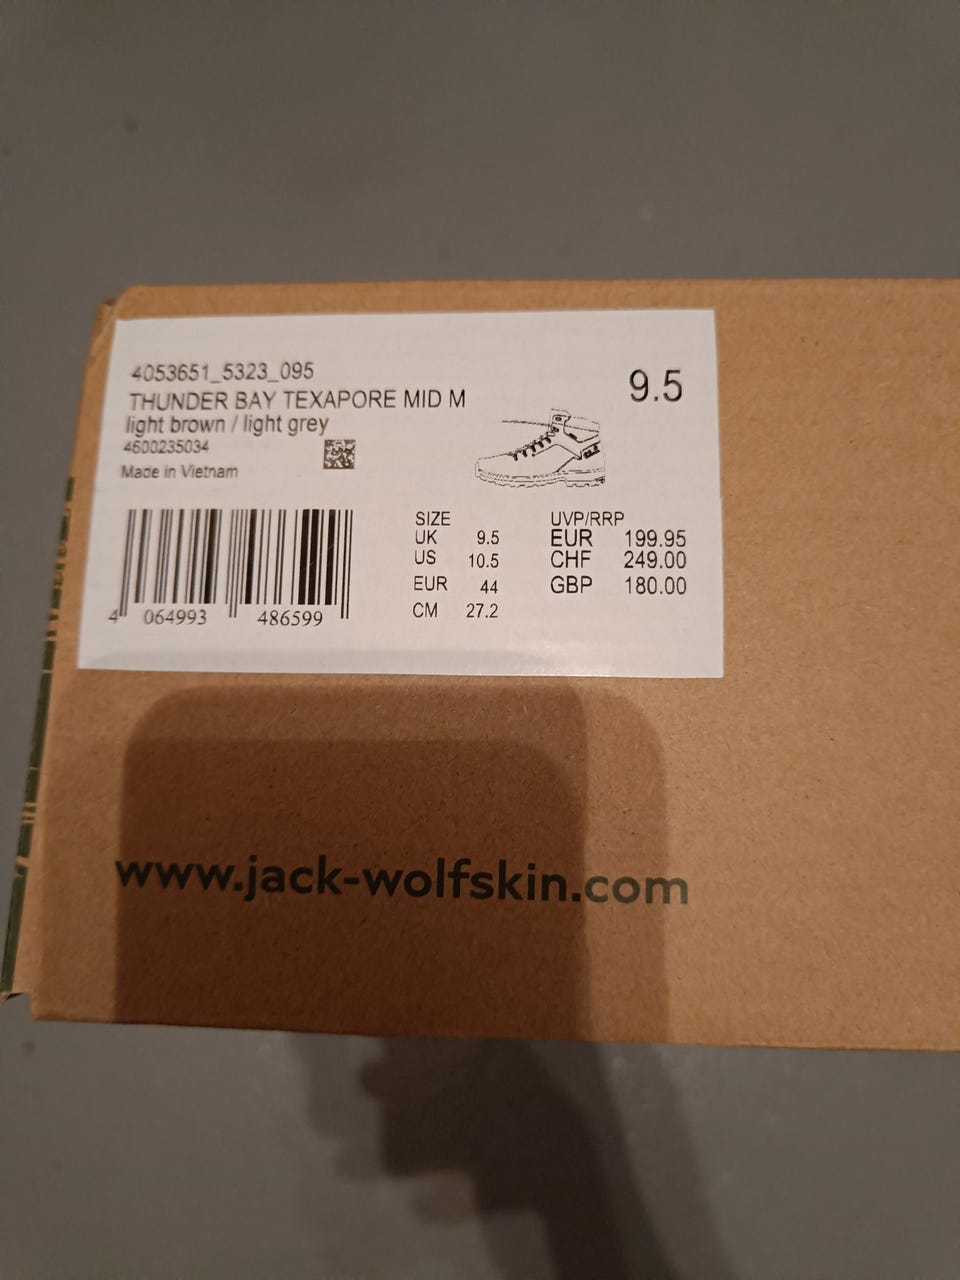 4053651_5323_095
9.5
THUNDER BAY TEXAPORE MID M
light brown / light grey
4600235034
Made in Vietnam
SIZE
UK 9.5
US 10.5
EUR 44
CM 27.2
UVP/RRP
EUR 199.95
CHF 249.00
GBP 180.00
4 064993 486599
www.jack-wolfskin.com